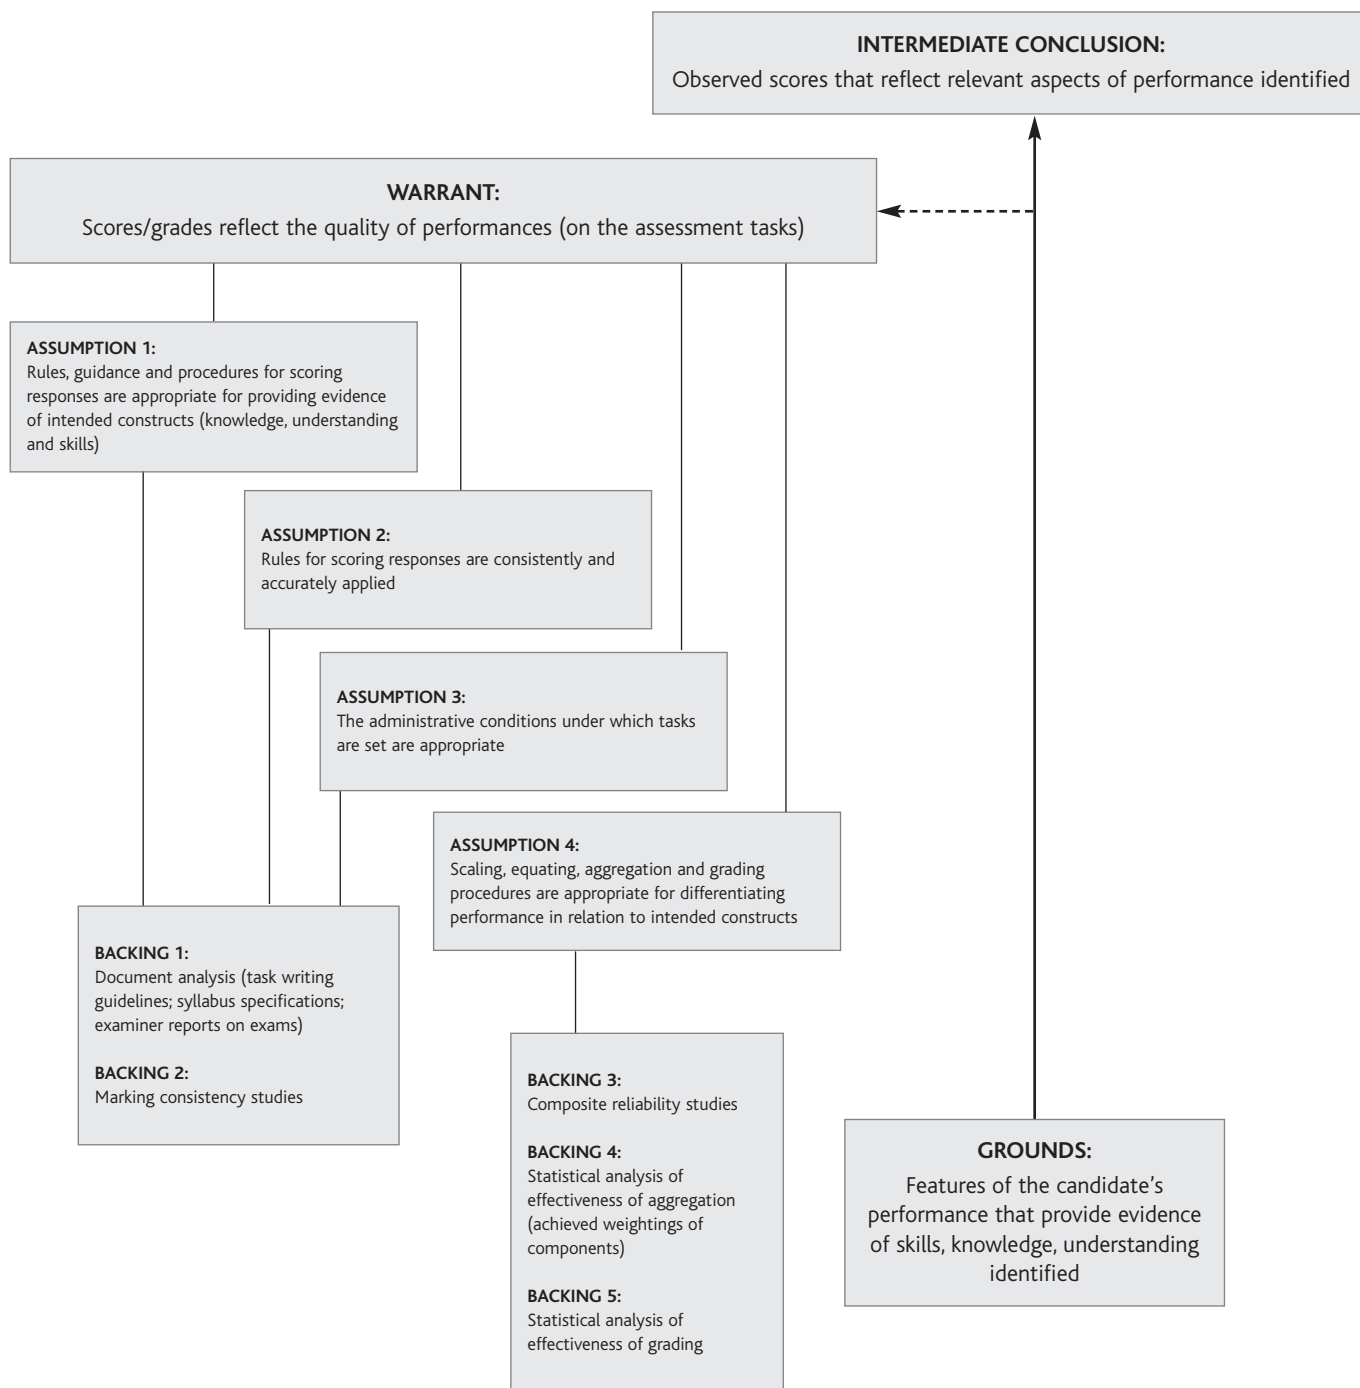 INTERMEDIATE CONCLUSION:
Observed scores that reflect relevant aspects of performance identified
WARRANT:
Scores/grades reflect the quality of performances (on the assessment tasks)
ASSUMPTION 1:
Rules, guidance and procedures for scoring
responses are appropriate for providing evidence
of intended constructs (knowledge, understanding
and skills)
ASSUMPTION 2:
Rules for scoring responses are consistently and
accurately applied
ASSUMPTION 3:
The administrative conditions under which tasks
are set are appropriate
ASSUMPTION 4:
Scaling, equating, aggregation and grading
procedures are appropriate for differentiating
performance in relation to intended constructs
BACKING 1:
Document analysis (task writing
guidelines; syllabus specifications;
examiner reports on exams)
BACKING 2:
Marking consistency studies
BACKING 3:
Composite reliability studies
BACKING 4:
Statistical analysis of
effectiveness of aggregation
(achieved weightings of
components)
BACKING 5:
Statistical analysis of
effectiveness of grading
GROUNDS:
Features of the candidate's
performance that provide evidence
of skills, knowledge, understanding
identified